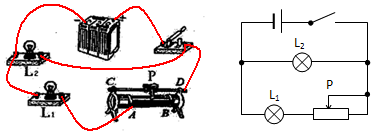 − +
L₂
C P D
L₁ A B
L₂
L₁ P